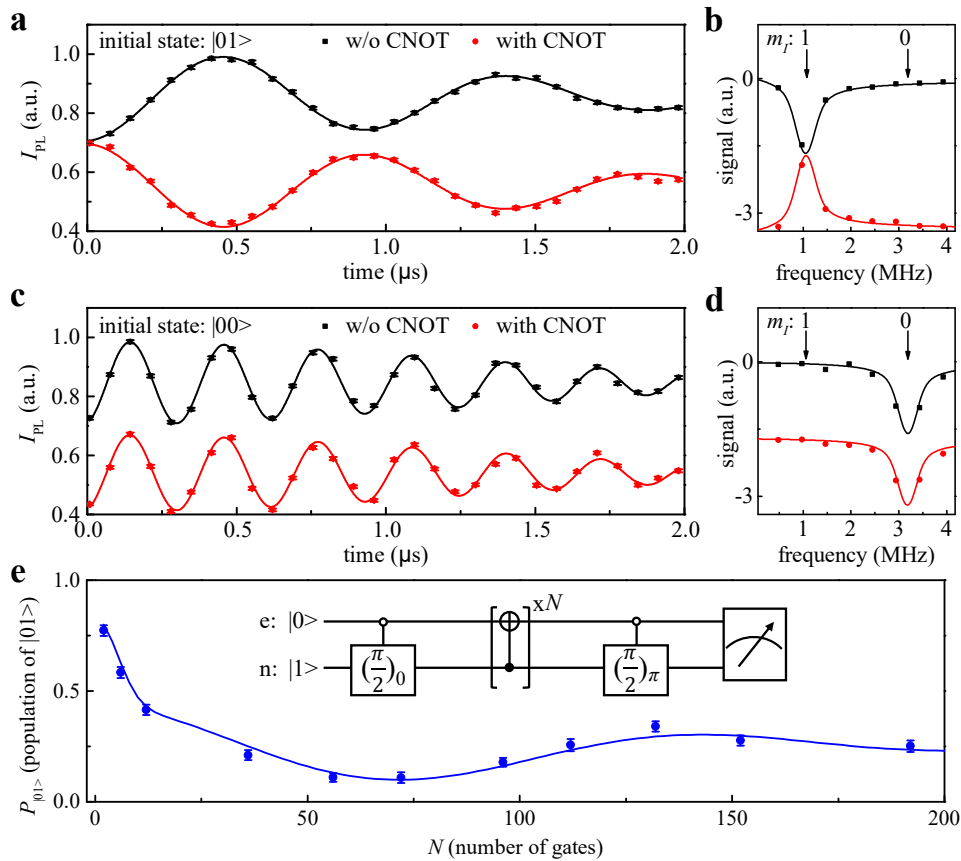 a
initial state: |01> w/o CNOT with CNOT
I_PL (a.u.)
1.0
0.8
0.6
0.4
0.0 0.5 1.0 1.5 2.0
time (μs)
b
m_I: 1 0
signal (a.u.)
0
-3
1 2 3 4
frequency (MHz)
c
initial state: |00> w/o CNOT with CNOT
I_PL (a.u.)
1.0
0.8
0.6
0.4
0.0 0.5 1.0 1.5 2.0
time (μs)
d
m_I: 1 0
signal (a.u.)
0
-3
1 2 3 4
frequency (MHz)
e
P_|01> (population of |01>)
1.0
0.5
0.0
e: |0>
n: |1>
(π/2)_0
xN
(π/2)_π
0 50 100 150 200
N (number of gates)